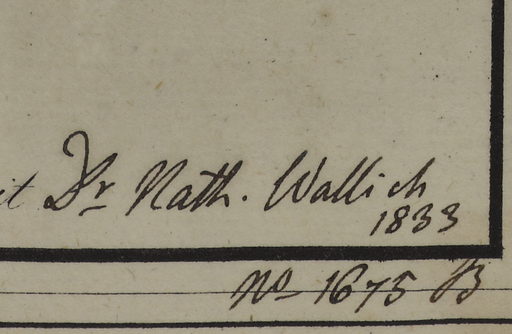 it Dr Nath. Wallich
1833
No 1675 B